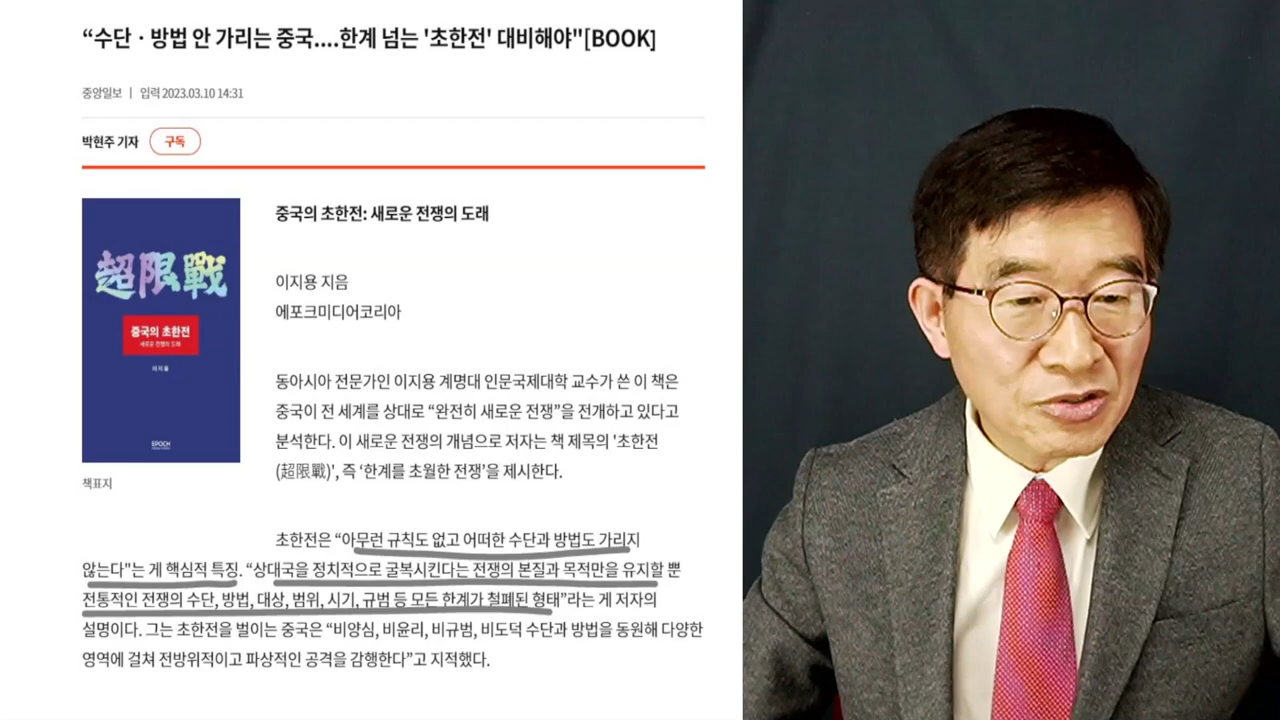 “수단ㆍ방법 안 가리는 중국....한계 넘는 '초한전' 대비해야"[BOOK]
중앙일보 | 입력 2023.03.10 14:31
박현주 기자 구독
超限戰
중국의 초한전
새로운 전쟁의 도래
이지용
EPOCH
책표지
중국의 초한전: 새로운 전쟁의 도래
이지용 지음
에포크미디어코리아
동아시아 전문가인 이지용 계명대 인문국제대학 교수가 쓴 이 책은
중국이 전 세계를 상대로 “완전히 새로운 전쟁”을 전개하고 있다고
분석한다. 이 새로운 전쟁의 개념으로 저자는 책 제목의 '초한전
(超限戰)', 즉 ‘한계를 초월한 전쟁’을 제시한다.
초한전은 “아무런 규칙도 없고 어떠한 수단과 방법도 가리지
않는다"는 게 핵심적 특징. “상대국을 정치적으로 굴복시킨다는 전쟁의 본질과 목적만을 유지할 뿐
전통적인 전쟁의 수단, 방법, 대상, 범위, 시기, 규범 등 모든 한계가 철폐된 형태”라는 게 저자의
설명이다. 그는 초한전을 벌이는 중국은 “비양심, 비윤리, 비규범, 비도덕 수단과 방법을 동원해 다양한
영역에 걸쳐 전방위적이고 파상적인 공격을 감행한다”고 지적했다.